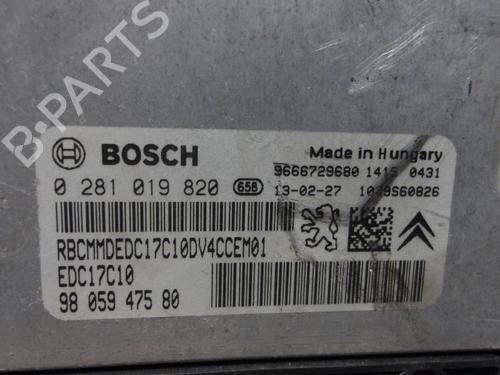 B-PARTS
BOSCH
Made in Hungary
9666729680 1415 0431
0 281 019 820 658
13-02-27 1039S60826
RBCMMDEDC17C10DV4CCEM01
EDC17C10
98 059 475 80